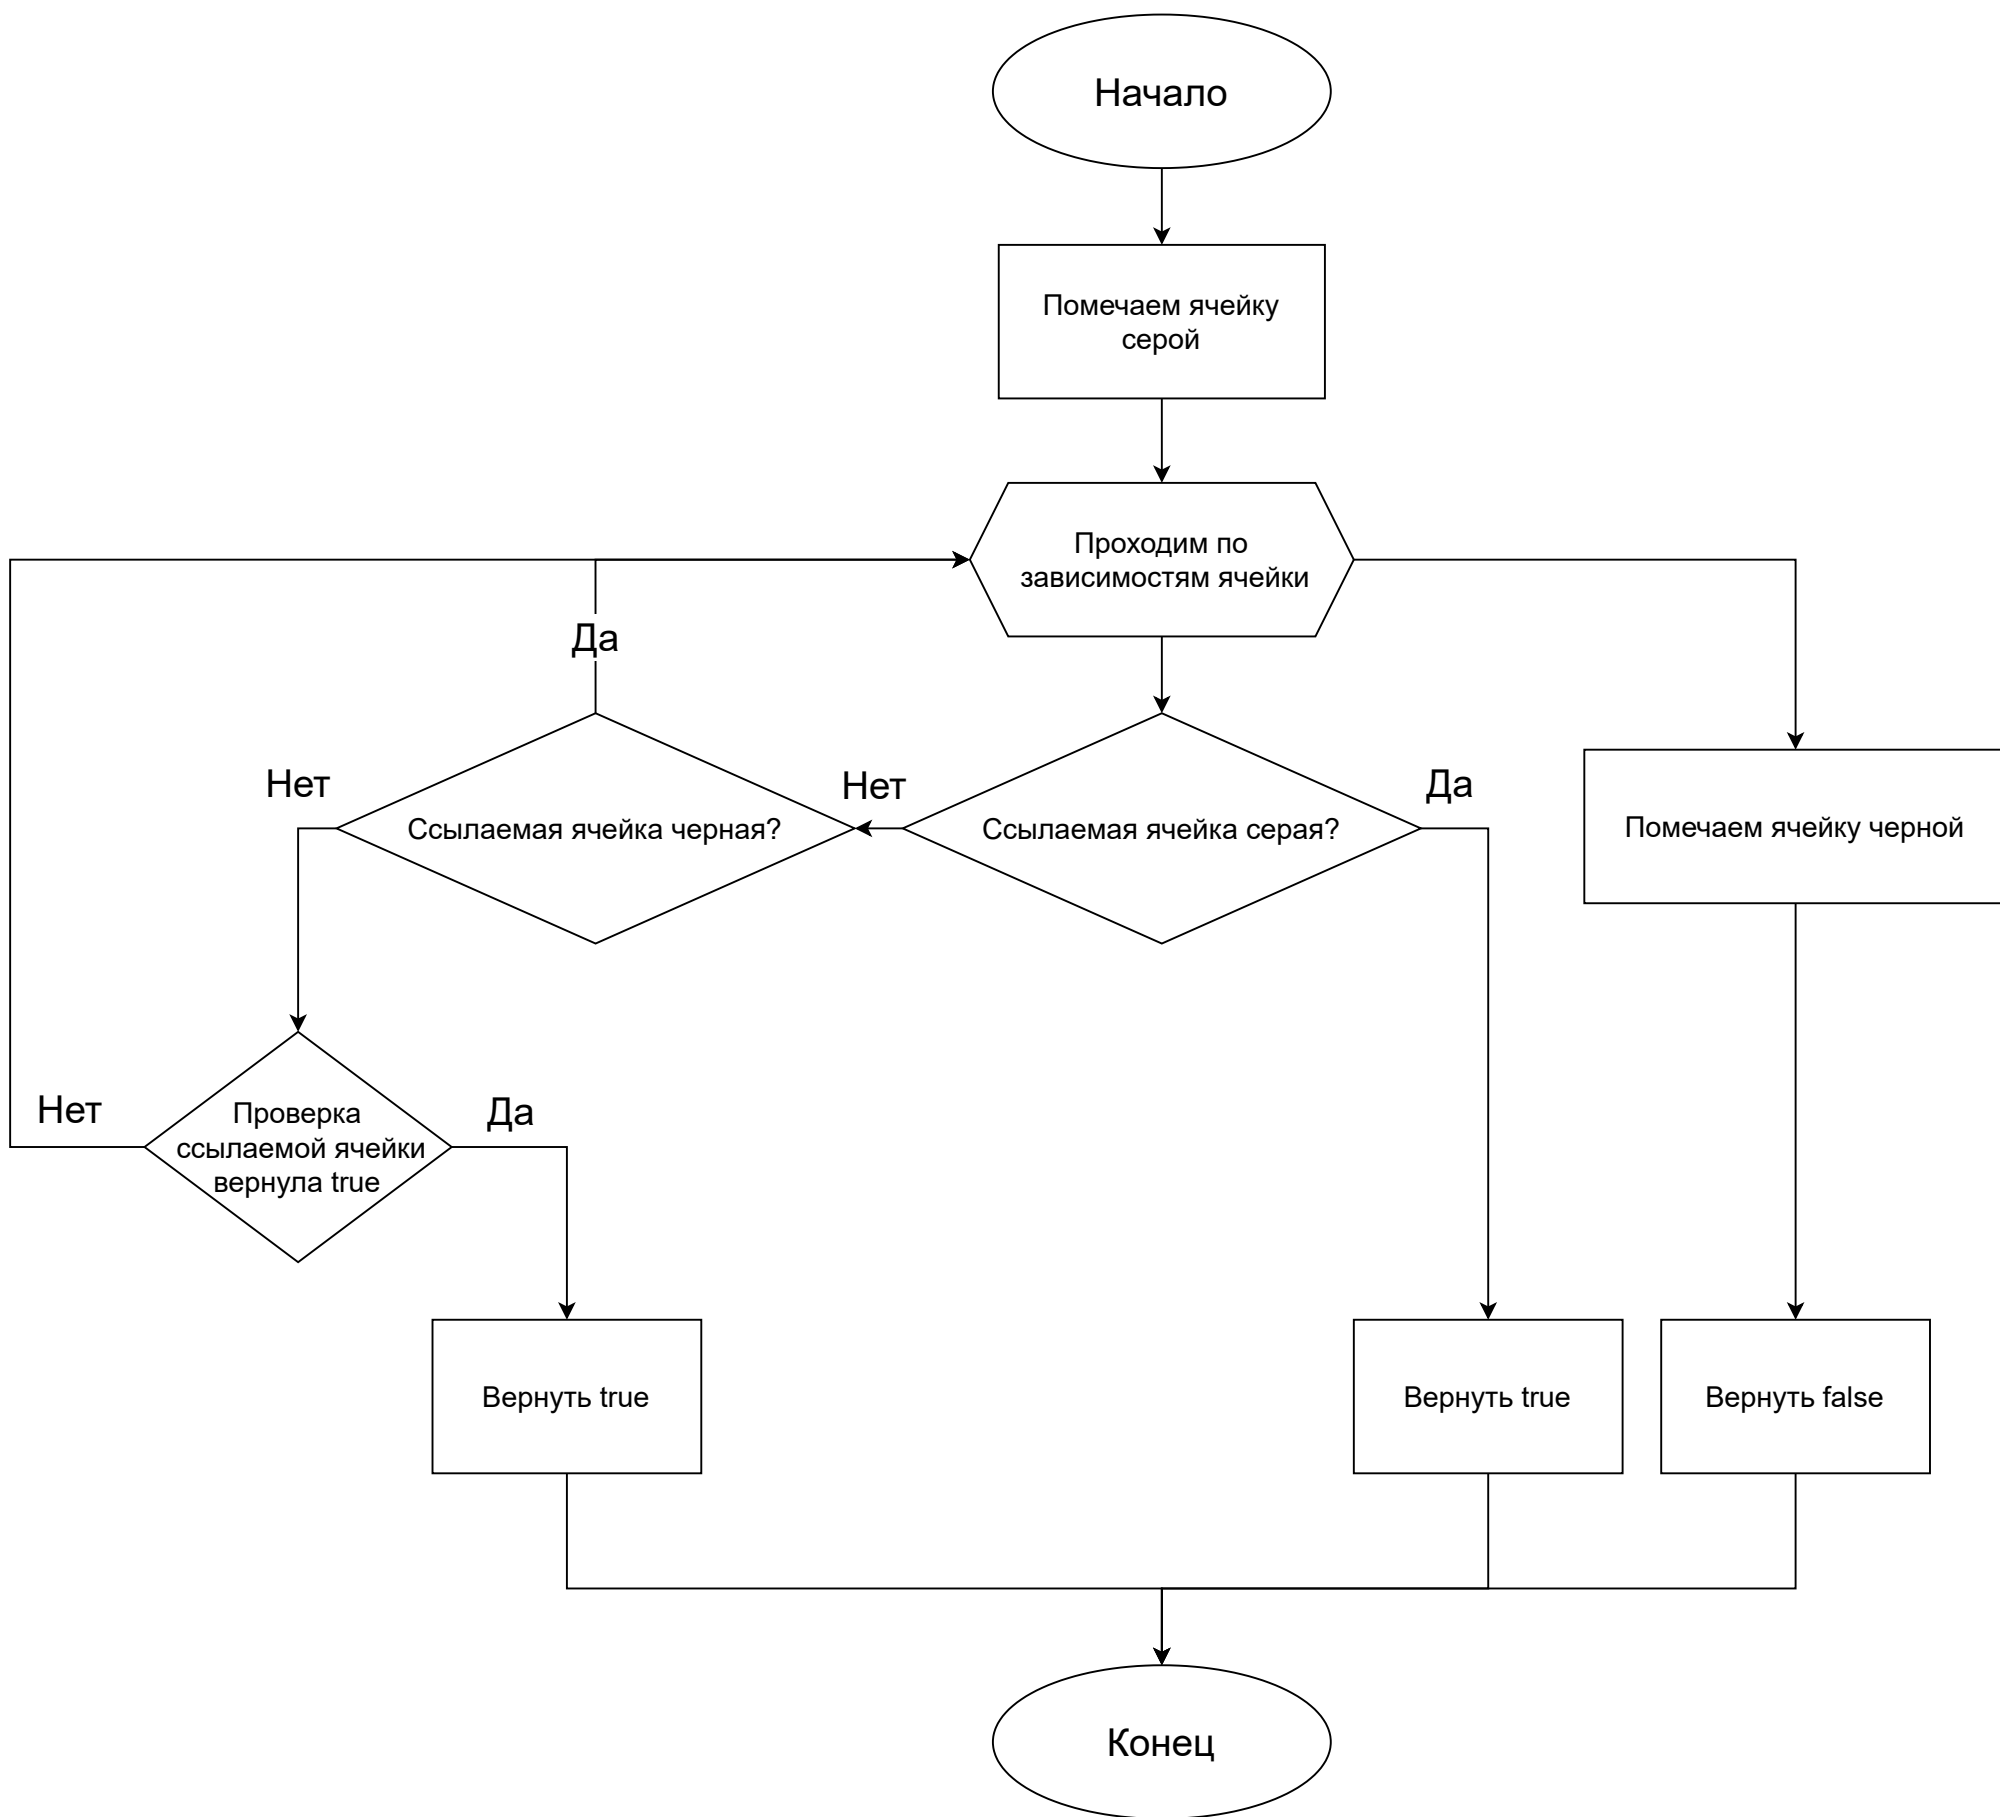 Начало
Помечаем ячейку
серой
Проходим по
зависимостям ячейки
Да
Нет
Ссылаемая ячейка черная?
Нет
Ссылаемая ячейка серая?
Да
Помечаем ячейку черной
Нет
Проверка
ссылаемой ячейки
вернула true
Да
Вернуть true
Вернуть true
Вернуть false
Конец